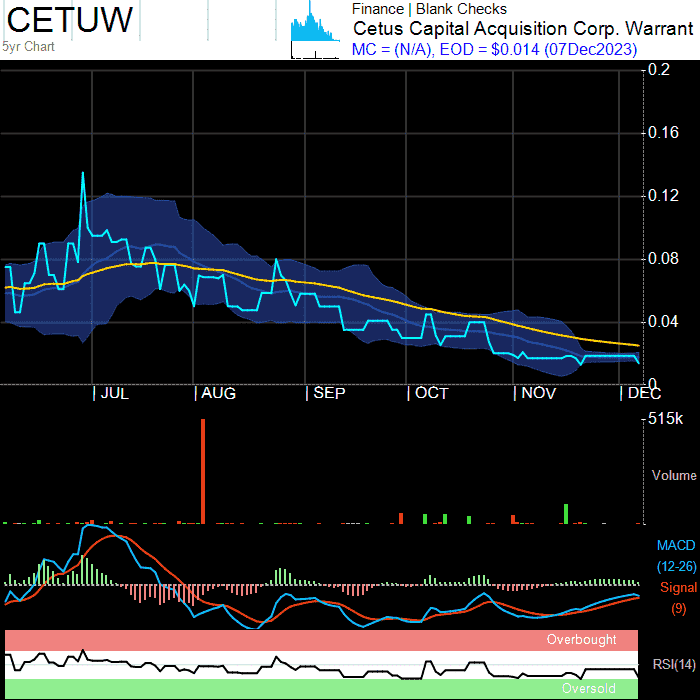 CETUW
5yr Chart
Finance | Blank Checks
Cetus Capital Acquisition Corp. Warrant
MC = (N/A), EOD = $0.014 (07Dec2023)
0.2
0.16
0.12
0.08
0.04
0
JUL AUG SEP OCT NOV DEC
515k
Volume
MACD
(12-26)
Signal
(9)
Overbought
RSI(14)
Oversold